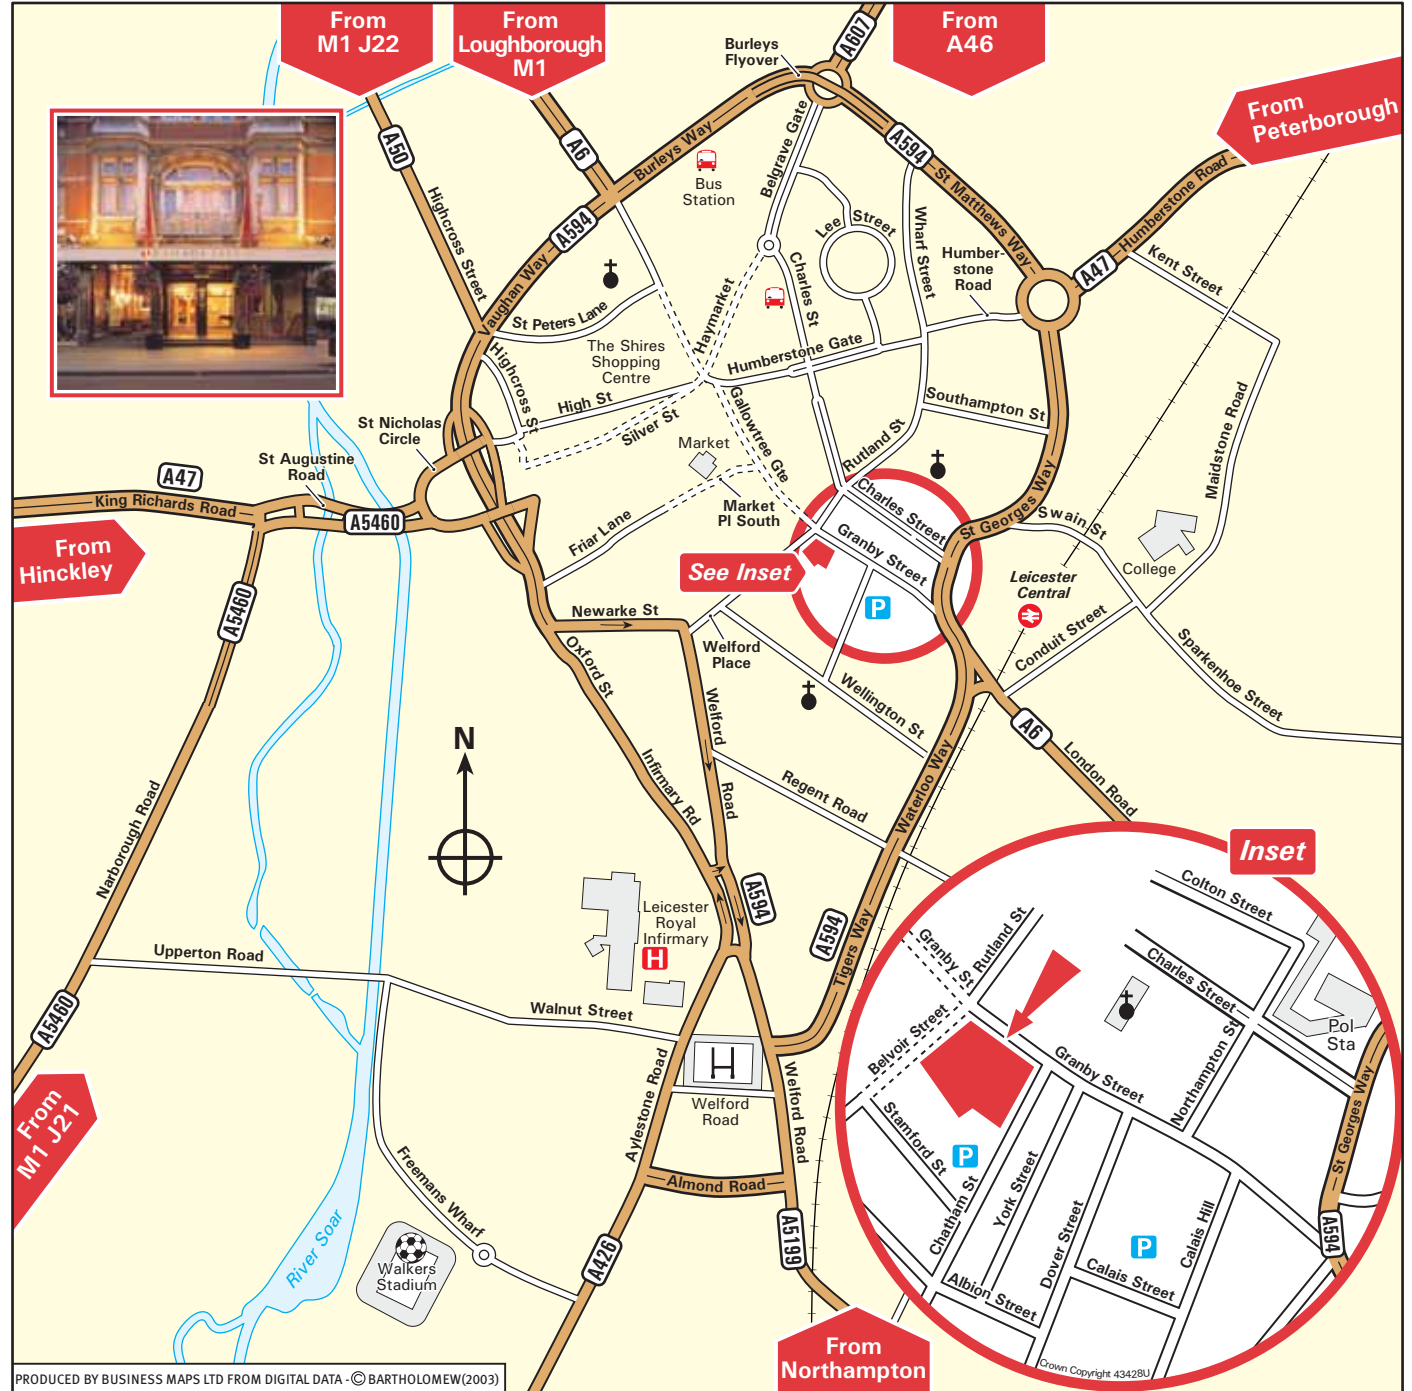 From
M1 J22
From
Loughborough
M1
From
A46
From
Peterborough
Burleys
Flyover
A607
A50
A6
Burleys Way
Bus
Station
Belgrave Gate
A594
St Matthews Way
Humberstone Road
A47
Kent Street
Highcross Street
A594
Vaughan Way
Lee Street
Wharf Street
Humber-
stone
Road
Charles St
Haymarket
St Peters Lane
The Shires
Shopping
Centre
Humberstone Gate
Highcross St
High St
Silver St
Gallowtree Gte
Southampton St
Maidstone Road
St Nicholas
Circle
Market
Rutland St
St Augustine
Road
A47
King Richards Road
A5460
Market
Pl South
Friar Lane
Charles Street
Granby Street
St Georges Way
Swain St
College
From
Hinckley
See Inset
Leicester
Central
P
A5460
Newarke St
Welford
Place
Conduit Street
Sparkenhoe Street
Oxford St
Welford Road
Wellington St
A6
London Road
N
Infirmary Rd
Regent Road
Waterloo Way
Narborough Road
A594
A594
Tigers Way
Leicester
Royal
Infirmary
H
Upperton Road
Walnut Street
A5460
From
M1 J21
Aylestone Road
Welford
Road
Welford Road
Almond Road
Freemans Wharf
River Soar
Walkers
Stadium
A426
A5199
From
Northampton
Inset
Colton Street
Granby St
Rutland St
Charles Street
Pol
Sta
Belvoir Street
Granby Street
Northampton St
St Georges Way
Stamford St
P
Chatham St
York Street
Dover Street
P
Calais Hill
Calais Street
A594
Albion Street
Crown Copyright 43428U
PRODUCED BY BUSINESS MAPS LTD FROM DIGITAL DATA - © BARTHOLOMEW(2003)